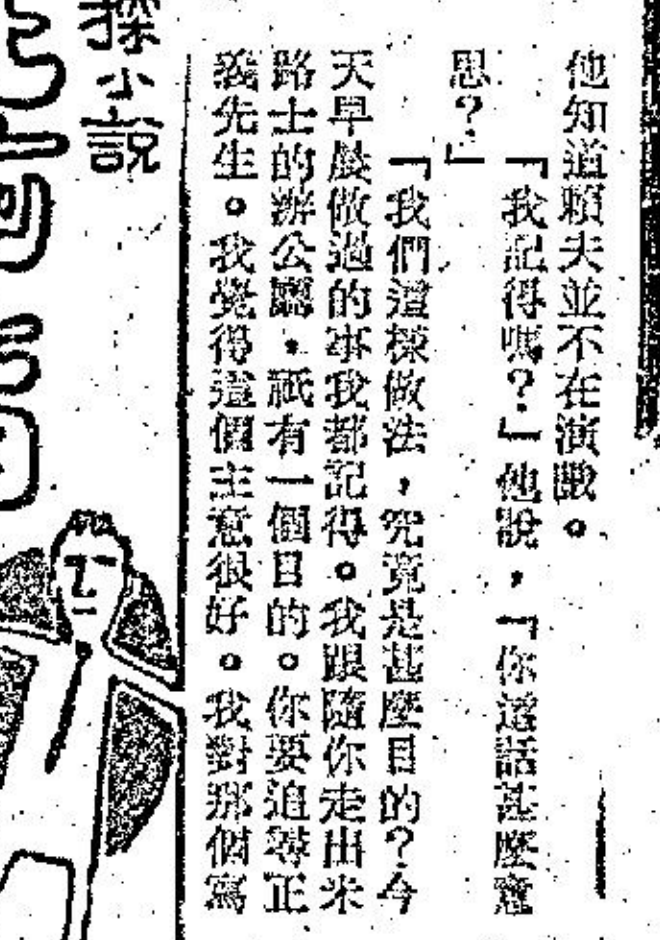 他知道賴夫並不在演戲。
「我記得嗎？」他說，「你這話甚麼意
思？」
「我們這樣做法，究竟是甚麼目的？今
天早晨做過的事我都記得。我跟隨你走出米
路士的辦公廳，祇有一個目的。你要追尋正
義先生。我覺得這個主意很好。我對那個寫
探小説